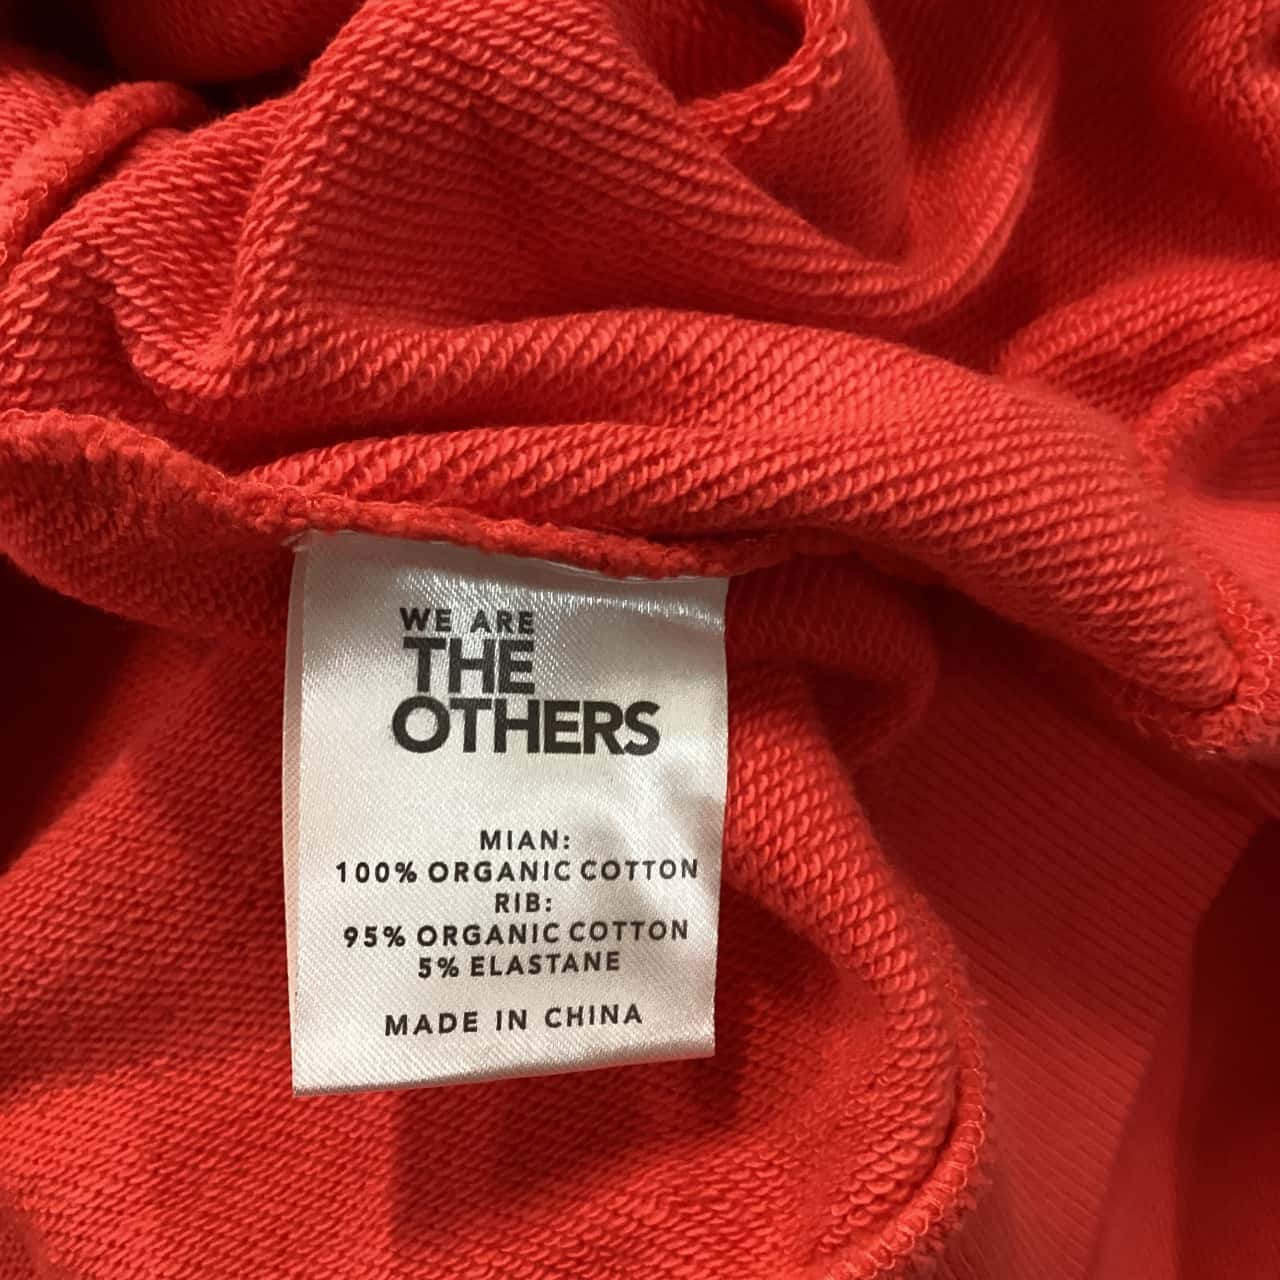 WE ARE
THE
OTHERS
MIAN:
100% ORGANIC COTTON
RIB:
95% ORGANIC COTTON
5% ELASTANE
MADE IN CHINA